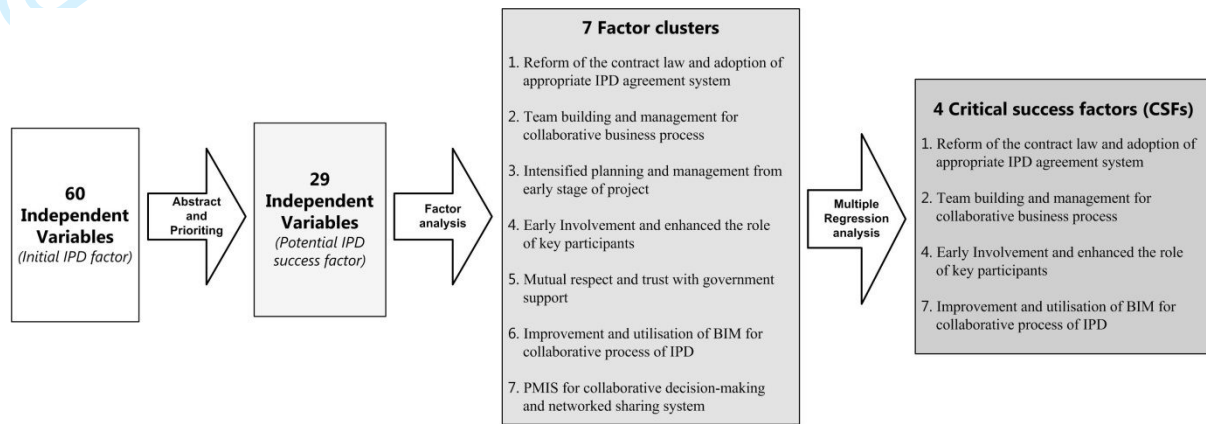 60
Independent
Variables
(Initial IPD factor)
Abstract
and
Prioriting
29
Independent
Variables
(Potential IPD
success factor)
Factor
analysis
7 Factor clusters
1. Reform of the contract law and adoption of
appropriate IPD agreement system
2. Team building and management for
collaborative business process
3. Intensified planning and management from
early stage of project
4. Early Involvement and enhanced the role
of key participants
5. Mutual respect and trust with government
support
6. Improvement and utilisation of BIM for
collaborative process of IPD
7. PMIS for collaborative decision-making
and networked sharing system
Multiple
Regression
analysis
4 Critical success factors (CSFs)
1. Reform of the contract law and adoption of
appropriate IPD agreement system
2. Team building and management for
collaborative business process
4. Early Involvement and enhanced the role
of key participants
7. Improvement and utilisation of BIM for
collaborative process of IPD